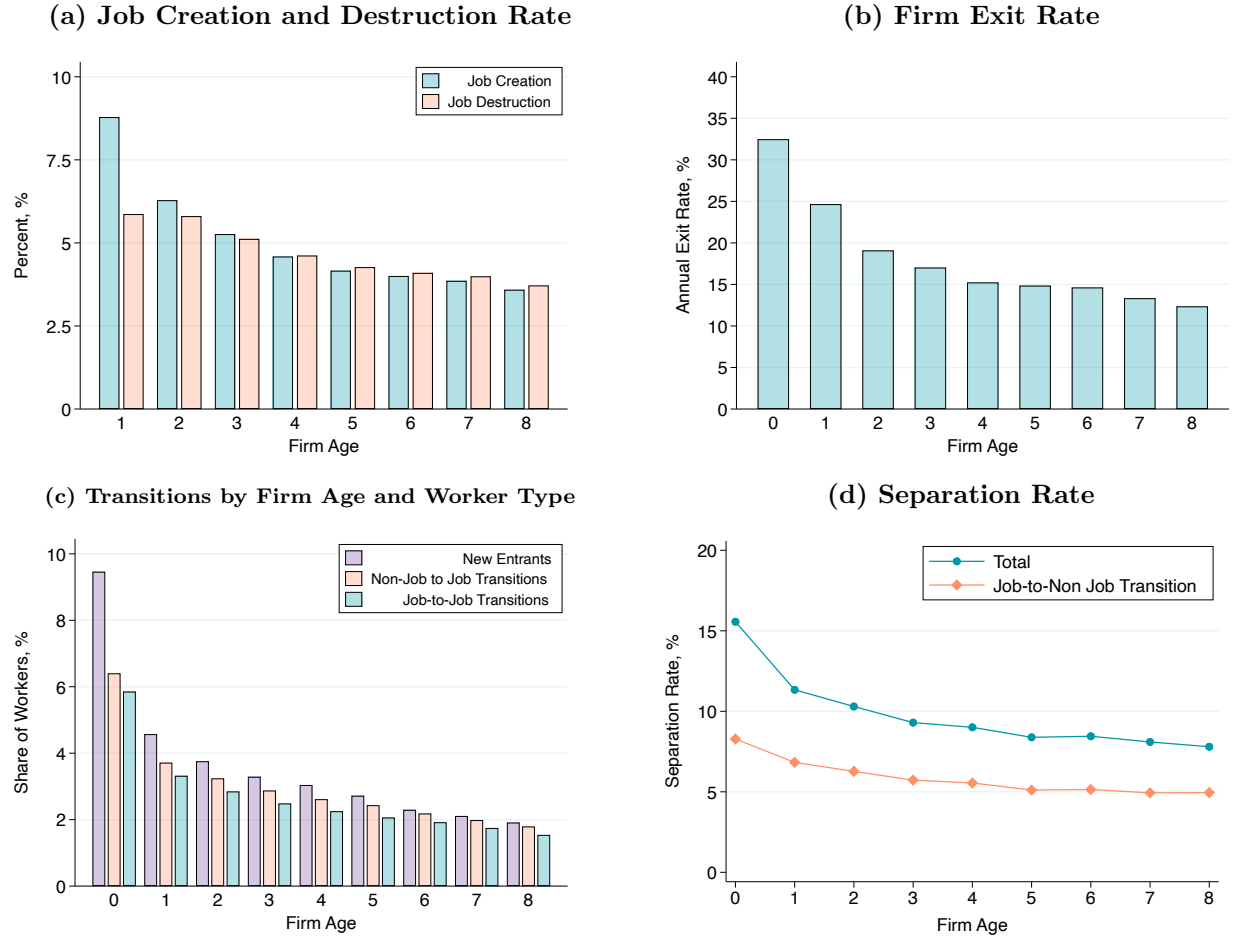 (a) Job Creation and Destruction Rate
10
7.5
5
2.5
0
Percent, %
Job Creation
Job Destruction
1 2 3 4 5 6 7 8
Firm Age
(b) Firm Exit Rate
40
35
30
25
20
15
10
5
0
Annual Exit Rate, %
0 1 2 3 4 5 6 7 8
Firm Age
(c) Transitions by Firm Age and Worker Type
10
8
6
4
2
0
Share of Workers, %
New Entrants
Non-Job to Job Transitions
Job-to-Job Transitions
0 1 2 3 4 5 6 7 8
Firm Age
(d) Separation Rate
20
15
10
5
0
Separation Rate, %
Total
Job-to-Non Job Transition
0 1 2 3 4 5 6 7 8
Firm Age